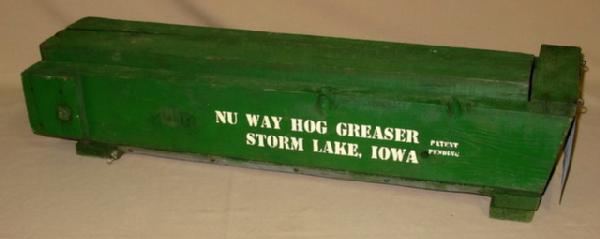 NU WAY HOG GREASER
STORM LAKE, IOWA
PATENT
PENDING